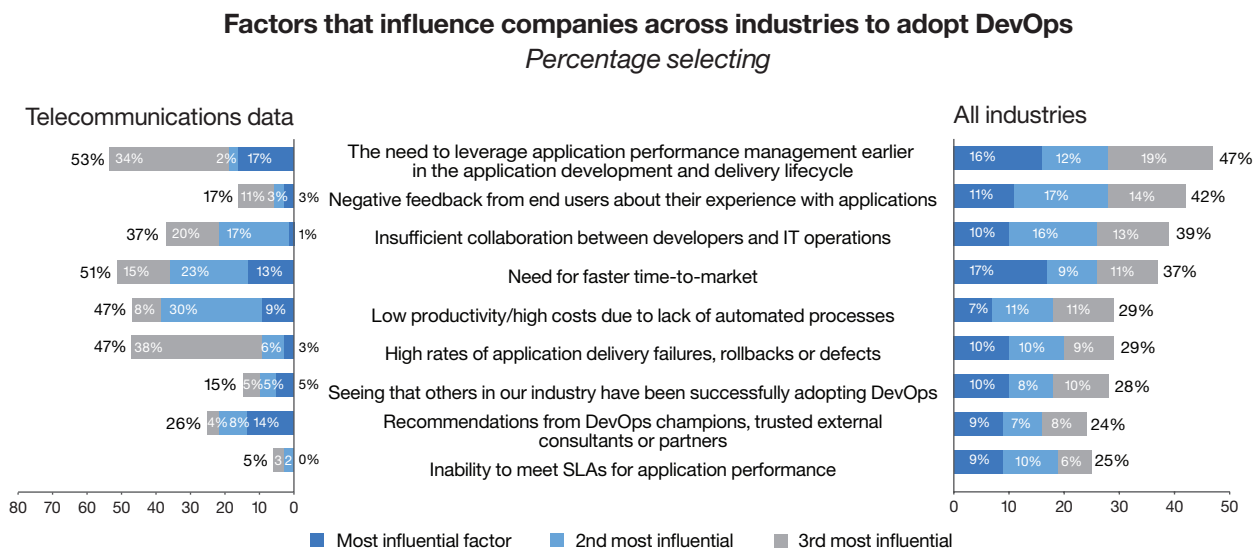 Factors that influence companies across industries to adopt DevOps
Percentage selecting
Telecommunications data
All industries
53% 34% 2% 17%
The need to leverage application performance management earlier
in the application development and delivery lifecycle
16% 12% 19% 47%
17% 11% 3% 3%
Negative feedback from end users about their experience with applications
11% 17% 14% 42%
37% 20% 17% 1%
Insufficient collaboration between developers and IT operations
10% 16% 13% 39%
51% 15% 23% 13%
Need for faster time-to-market
17% 9% 11% 37%
47% 8% 30% 9%
Low productivity/high costs due to lack of automated processes
7% 11% 11% 29%
47% 38% 6% 3%
High rates of application delivery failures, rollbacks or defects
10% 10% 9% 29%
15% 5% 5% 5%
Seeing that others in our industry have been successfully adopting DevOps
10% 8% 10% 28%
26% 4% 8% 14%
Recommendations from DevOps champions, trusted external
consultants or partners
9% 7% 8% 24%
5% 3 2 0%
Inability to meet SLAs for application performance
9% 10% 6% 25%
80 70 60 50 40 30 20 10 0
0 10 20 30 40 50
Most influential factor 2nd most influential 3rd most influential